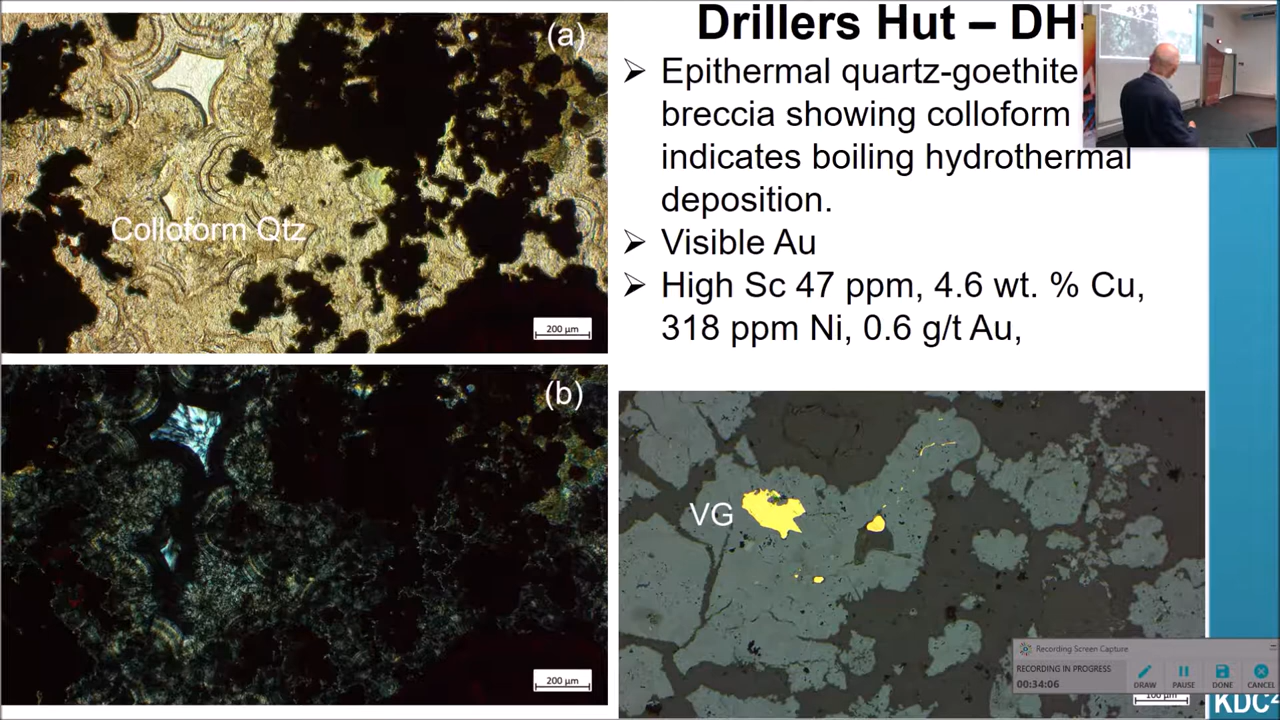 Drillers Hut – DH-
Epithermal quartz-goethite
breccia showing colloform
indicates boiling hydrothermal
deposition.
Visible Au
High Sc 47 ppm, 4.6 wt. % Cu,
318 ppm Ni, 0.6 g/t Au,
(a)
Colloform Qtz
200 µm
(b)
200 µm
VG
Recording Screen Capture
RECORDING IN PROGRESS
00:34:06
DRAW
PAUSE
DONE
CANCEL
100 µm